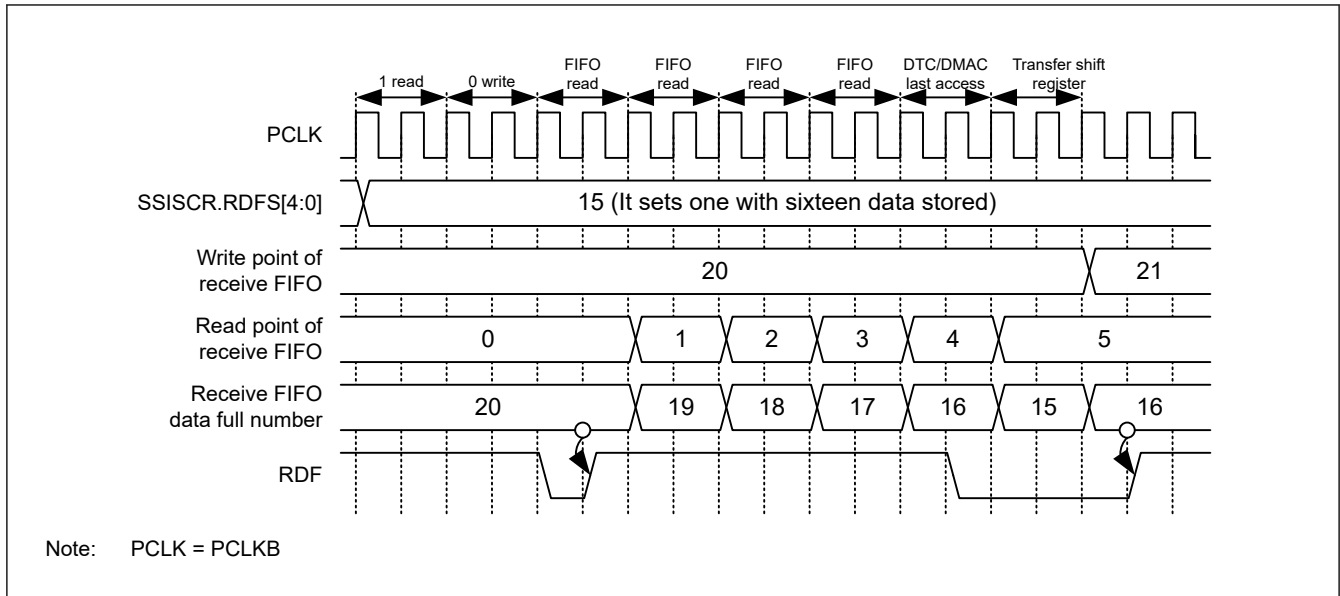 1 read
0 write
FIFO
read
FIFO
read
FIFO
read
FIFO
read
DTC/DMAC
last access
Transfer shift
register
PCLK
SSISCR.RDFS[4:0]
15 (It sets one with sixteen data stored)
Write point of
receive FIFO
20
21
Read point of
receive FIFO
0
1
2
3
4
5
Receive FIFO
data full number
20
19
18
17
16
15
16
RDF
Note: PCLK = PCLKB